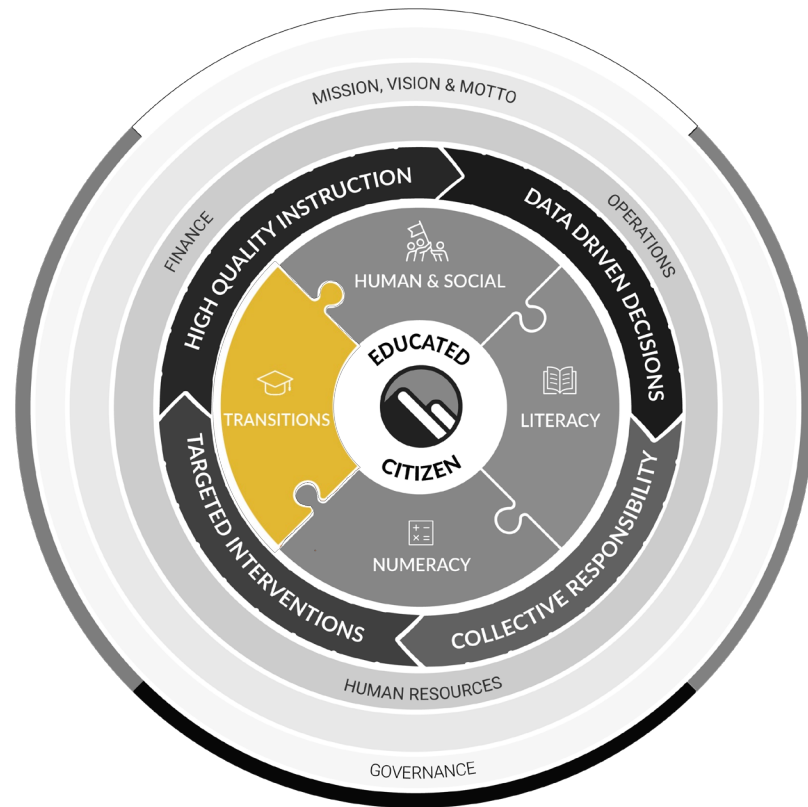 MISSION, VISION & MOTTO
FINANCE
OPERATIONS
HIGH QUALITY INSTRUCTION
DATA DRIVEN DECISIONS
HUMAN & SOCIAL
EDUCATED
TRANSITIONS
LITERACY
CITIZEN
NUMERACY
TARGETED INTERVENTIONS
COLLECTIVE RESPONSIBILITY
HUMAN RESOURCES
GOVERNANCE